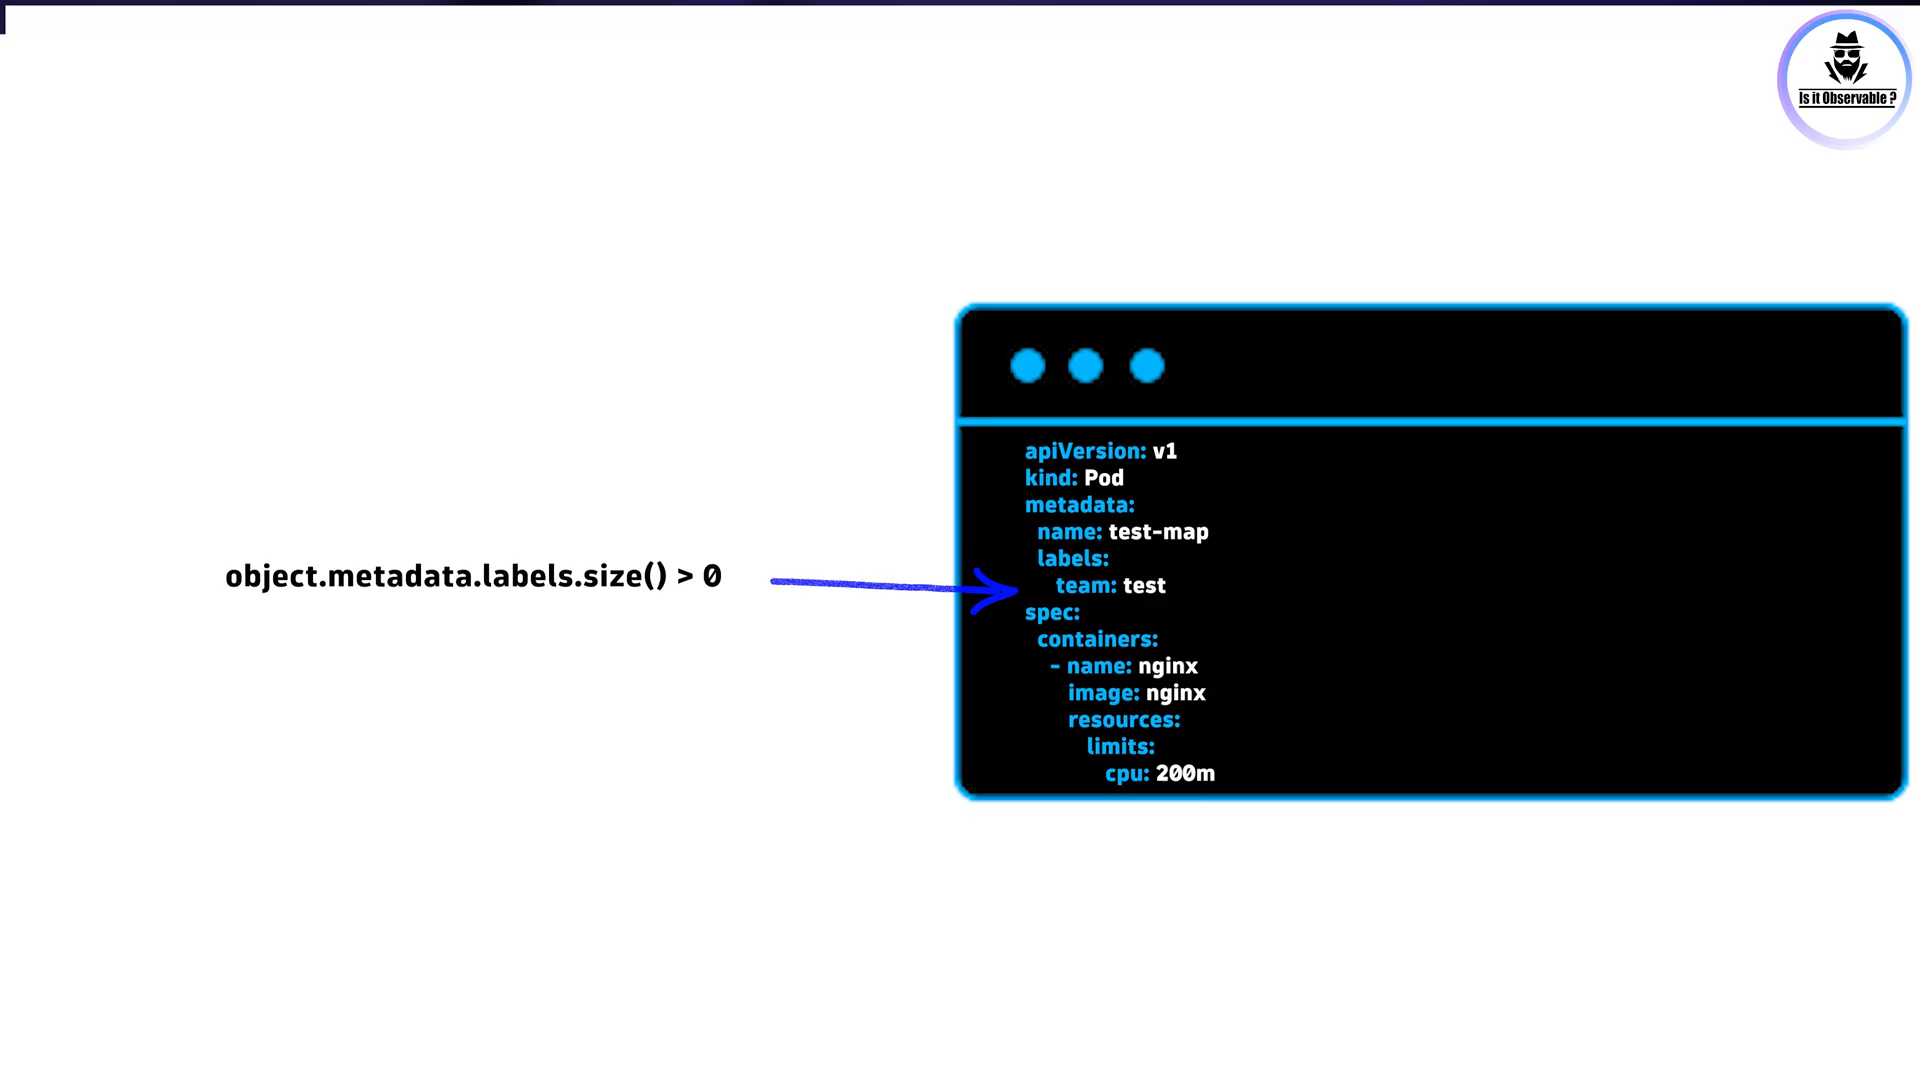 Is it Observable ?
object.metadata.labels.size() > 0
apiVersion: v1
kind: Pod
metadata:
  name: test-map
  labels:
    team: test
spec:
  containers:
    - name: nginx
      image: nginx
      resources:
        limits:
          cpu: 200m